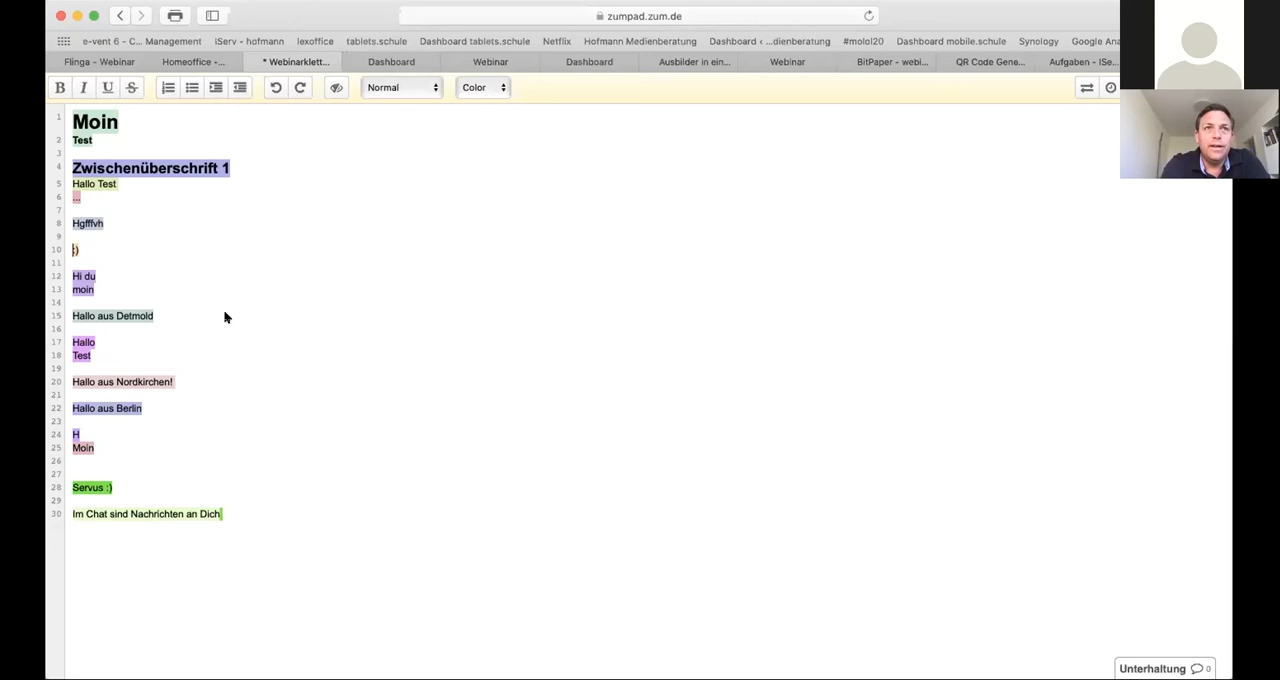 zumpad.zum.de
e-vent 6 - C... Management iServ - hofmann lexoffice tablets.schule Dashboard tablets.schule Netflix Hofmann Medienberatung Dashboard ‹ ...dienberatung #molol20 Dashboard mobile.schule Synology Google Ana
Flinga – Webinar Homeoffice -... * Webinarklett... Dashboard Webinar Dashboard Ausbilder in ein... Webinar BitPaper - webi... QR Code Gene... Aufgaben - ISe...
B I U S Normal Color
1 Moin
2 Test
3
4 Zwischenüberschrift 1
5 Hallo Test
6 ...
7
8 Hgfffvh
9
10 :)
11
12 Hi du
13 moin
14
15 Hallo aus Detmold
16
17 Hallo
18 Test
19
20 Hallo aus Nordkirchen!
21
22 Hallo aus Berlin
23
24 H
25 Moin
26
27
28 Servus :)
29
30 Im Chat sind Nachrichten an Dich
Unterhaltung 0